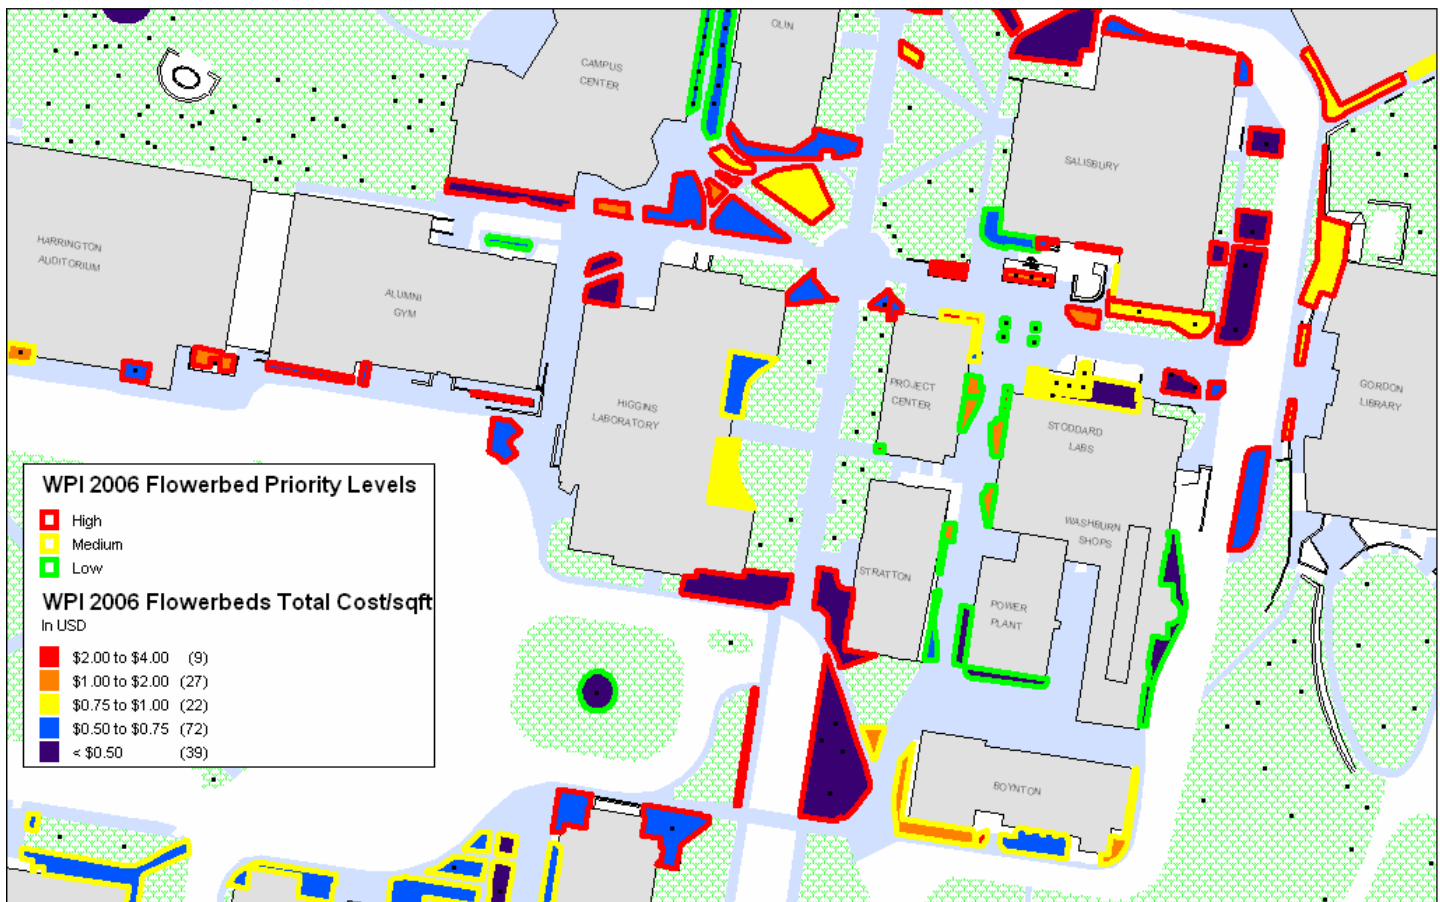 OLIN
CAMPUS
CENTER
SALISBURY
HARRINGTON
AUDITORIUM
ALUMNI
GYM
HIGGINS
LABORATORY
PROJECT
CENTER
STODDARD
LABS
GORDON
LIBRARY
WASHBURN
SHOPS
STRATTON
POWER
PLANT
BOYNTON
WPI 2006 Flowerbed Priority Levels
High
Medium
Low
WPI 2006 Flowerbeds Total Cost/sqft
In USD
$2.00 to $4.00 (9)
$1.00 to $2.00 (27)
$0.75 to $1.00 (22)
$0.50 to $0.75 (72)
< $0.50 (39)